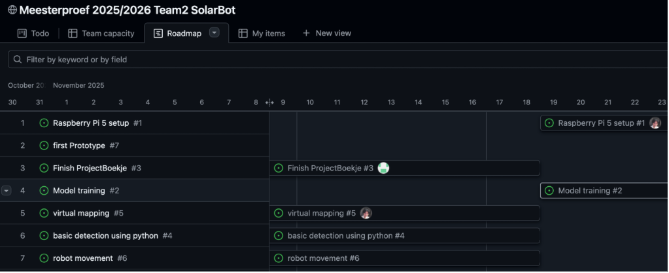 Meesterproef 2025/2026 Team2 SolarBot
Todo Team capacity Roadmap My items + New view
Filter by keyword or by field
October 20 November 2025
30 31 1 2 3 4 5 6 7 8 9 10 11 12 13 14 15 16 17 18 19 20 21 22 23
1 Raspberry Pi 5 setup #1 Raspberry Pi 5 setup #1
2 first Prototype #7
3 Finish ProjectBoekje #3 Finish ProjectBoekje #3
4 Model training #2 Model training #2
5 virtual mapping #5 virtual mapping #5
6 basic detection using python #4 basic detection using python #4
7 robot movement #6 robot movement #6